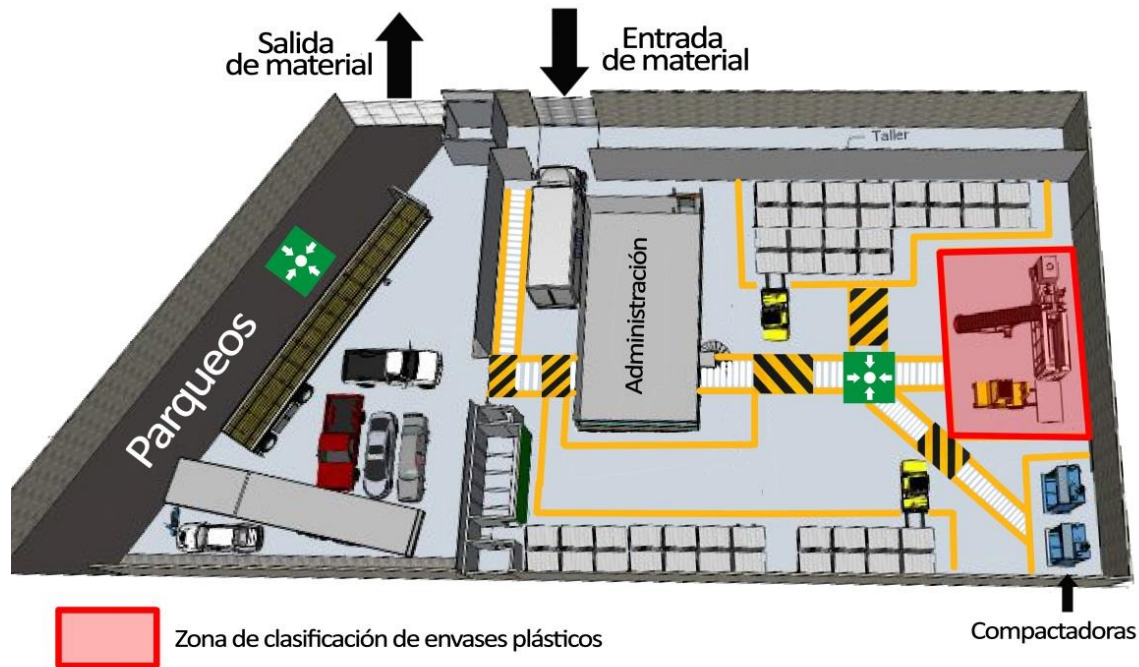 Salida
de material
Entrada
de material
Taller
Parqueos
Administración
Zona de clasificación de envases plásticos
Compactadoras